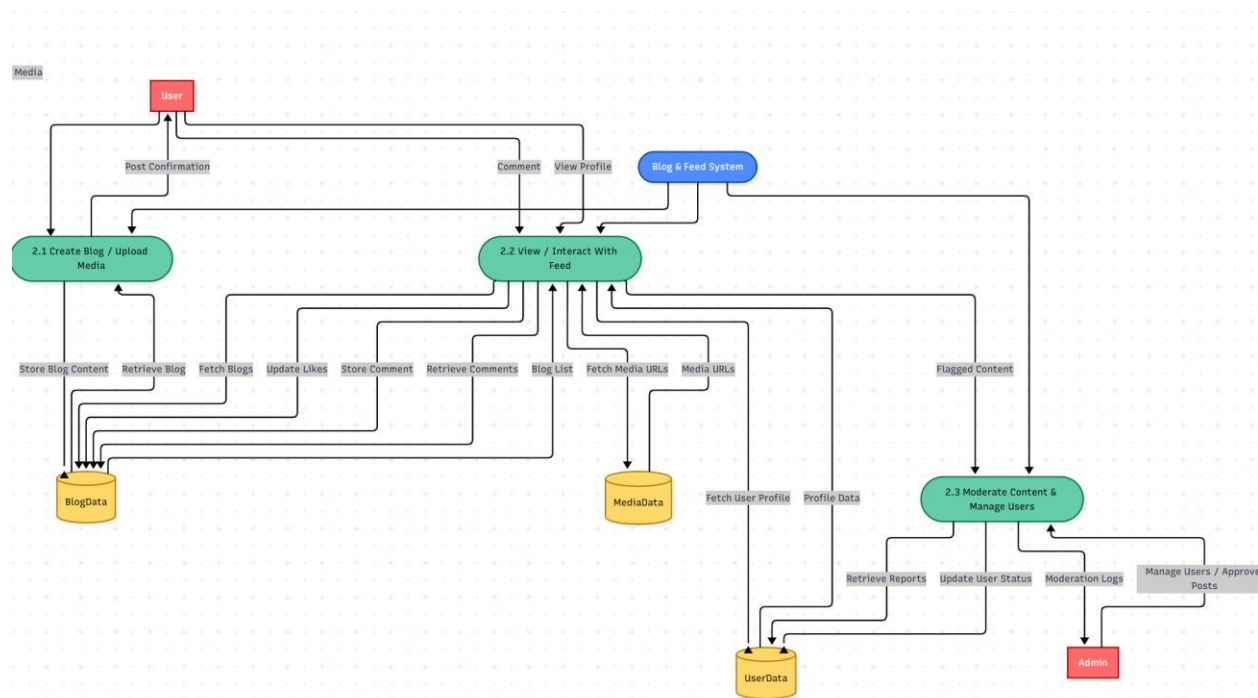 Media
User
Post Confirmation
Comment
View Profile
Blog & Feed System
2.1 Create Blog / Upload
Media
2.2 View / Interact With
Feed
Store Blog Content
Retrieve Blog
Fetch Blogs
Update Likes
Store Comment
Retrieve Comments
Blog List
Fetch Media URLs
Media URLs
Flagged Content
BlogData
MediaData
Fetch User Profile
Profile Data
2.3 Moderate Content &
Manage Users
Retrieve Reports
Update User Status
Moderation Logs
Manage Users / Approve
Posts
UserData
Admin